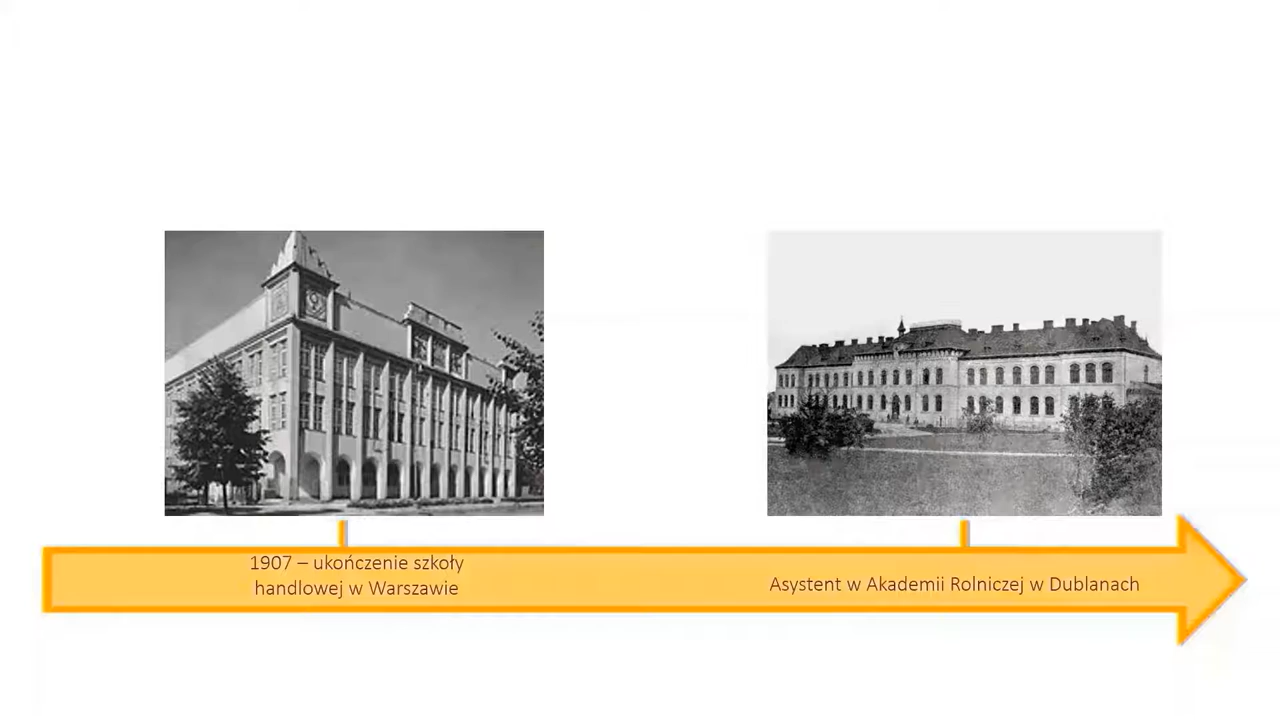 1907 – ukończenie szkoły
handlowej w Warszawie
Asystent w Akademii Rolniczej w Dublanach